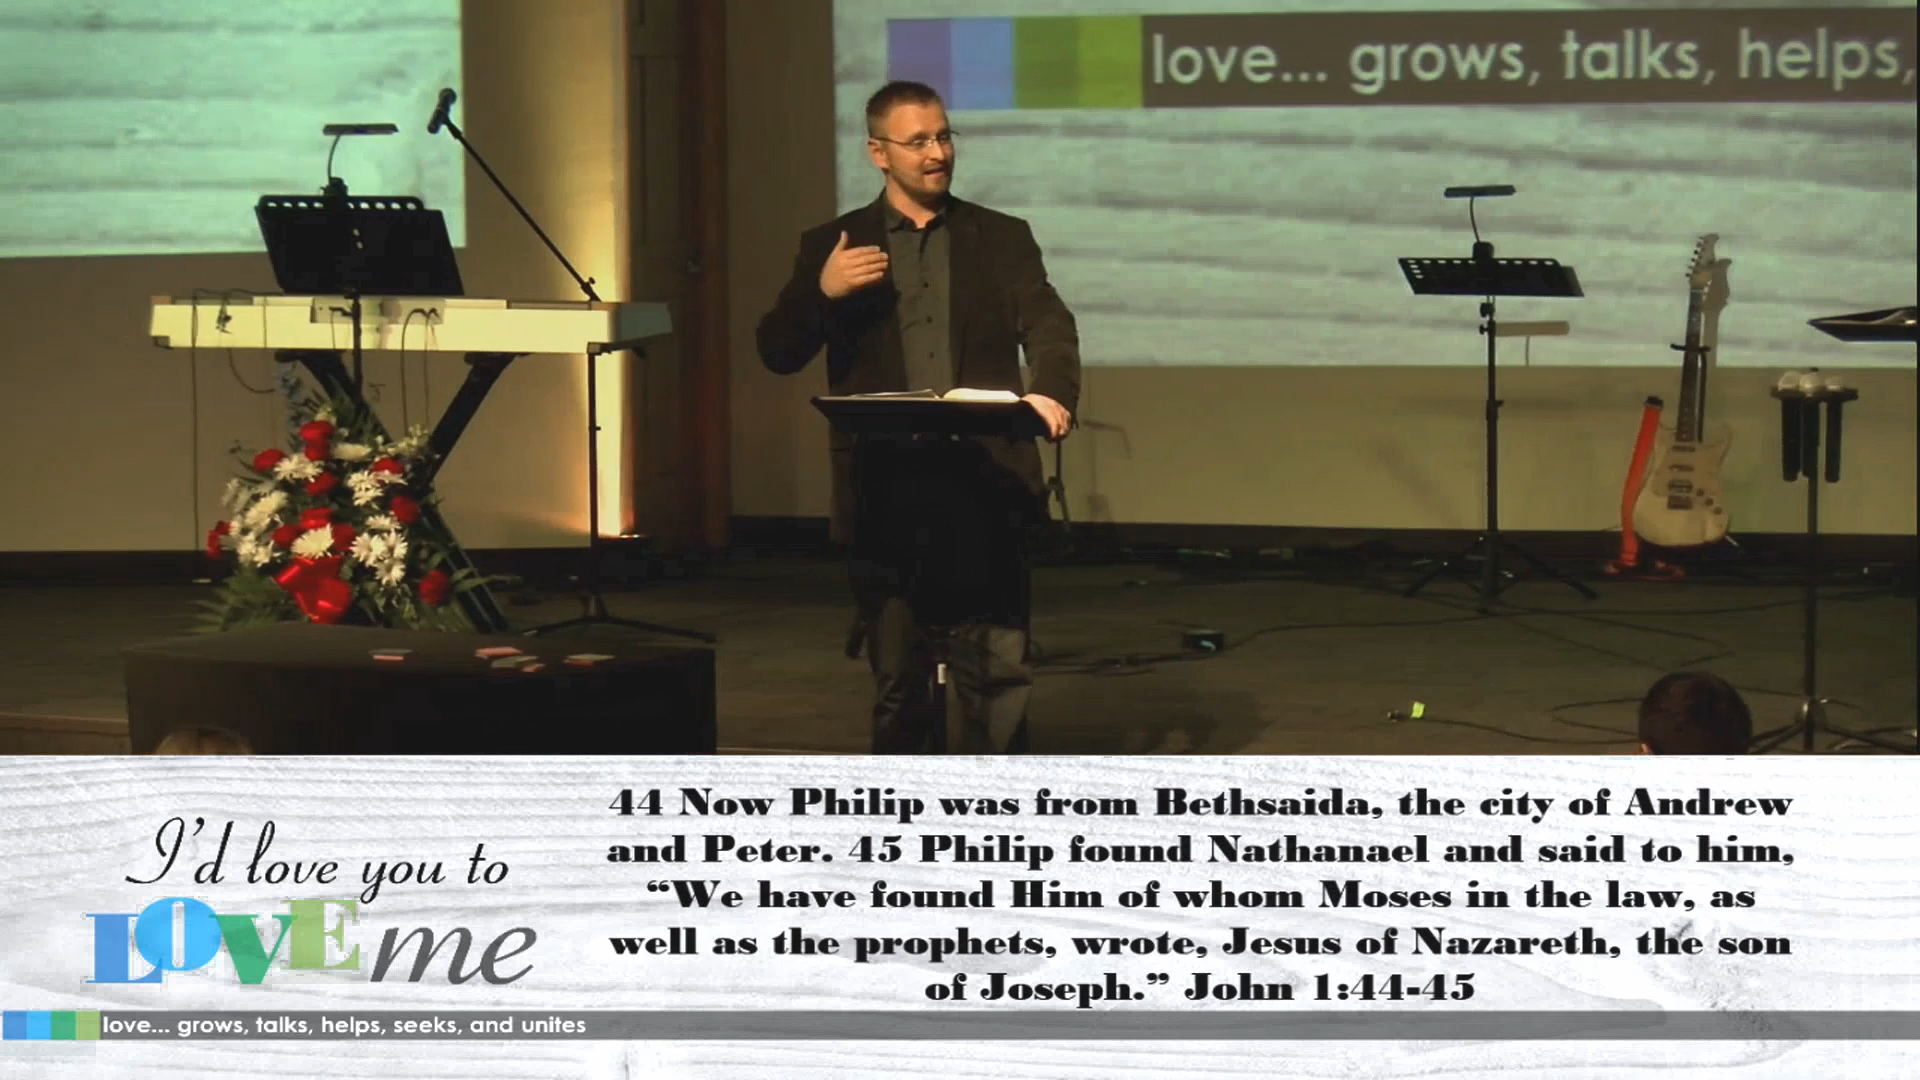 love... grows, talks, helps,
I'd love you to
LOVE me
love... grows, talks, helps, seeks, and unites
44 Now Philip was from Bethsaida, the city of Andrew
and Peter. 45 Philip found Nathanael and said to him,
“We have found Him of whom Moses in the law, as
well as the prophets, wrote, Jesus of Nazareth, the son
of Joseph.” John 1:44-45